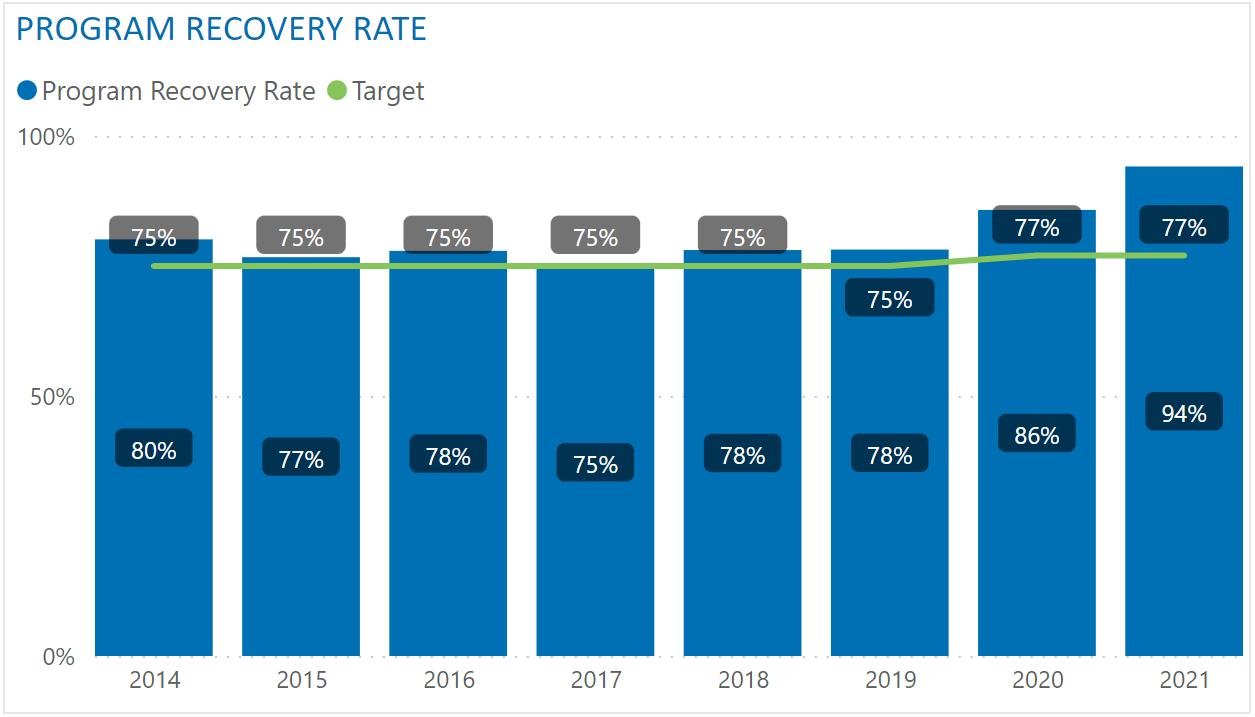 PROGRAM RECOVERY RATE
Program Recovery Rate Target
100%
75% 75% 75% 75% 75% 77% 77%
75%
50%
80% 77% 78% 75% 78% 78% 86% 94%
0%
2014 2015 2016 2017 2018 2019 2020 2021